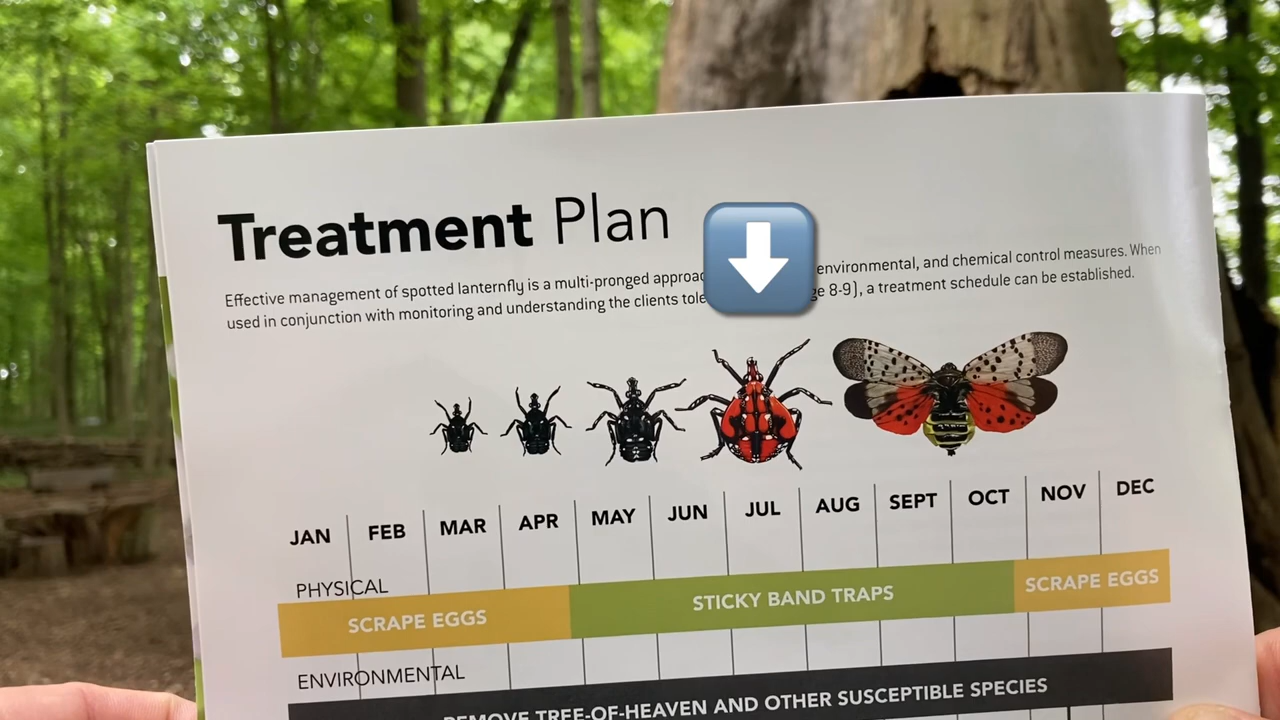 Treatment Plan
Effective management of spotted lanternfly is a multi-pronged environmental, and chemical control measures. When
used in conjunction with monitoring and understanding the clients 8-9), a treatment schedule can be established.
JAN FEB MAR APR MAY JUN JUL AUG SEPT OCT NOV DEC
PHYSICAL
SCRAPE EGGS STICKY BAND TRAPS SCRAPE EGGS
ENVIRONMENTAL
REMOVE TREE-OF-HEAVEN AND OTHER SUSCEPTIBLE SPECIES